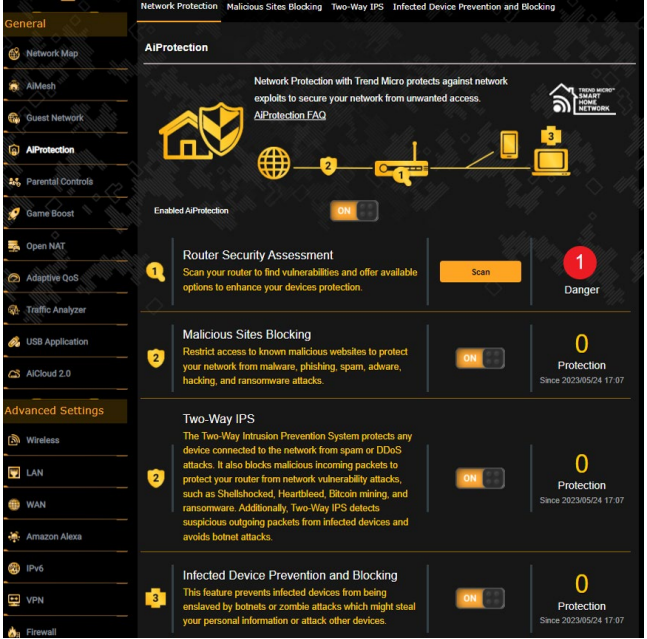 Network Protection Malicious Sites Blocking Two-Way IPS Infected Device Prevention and Blocking
General
Network Map
AiMesh
Guest Network
AiProtection
Parental Controls
Game Boost
Open NAT
Adaptive QoS
Traffic Analyzer
USB Application
AiCloud 2.0
Advanced Settings
Wireless
LAN
WAN
Amazon Alexa
IPv6
VPN
Firewall
AiProtection
Network Protection with Trend Micro protects against network
exploits to secure your network from unwanted access.
AiProtection FAQ
TREND MICRO™
SMART
HOME
NETWORK
2
1
3
Enabled AiProtection
ON
1
Router Security Assessment
Scan your router to find vulnerabilities and offer available
options to enhance your devices protection.
Scan
1
Danger
2
Malicious Sites Blocking
Restrict access to known malicious websites to protect
your network from malware, phishing, spam, adware,
hacking, and ransomware attacks.
ON
0
Protection
Since 2023/05/24 17:07
2
Two-Way IPS
The Two-Way Intrusion Prevention System protects any
device connected to the network from spam or DDoS
attacks. It also blocks malicious incoming packets to
protect your router from network vulnerability attacks,
such as Shellshocked, Heartbleed, Bitcoin mining, and
ransomware. Additionally, Two-Way IPS detects
suspicious outgoing packets from infected devices and
avoids botnet attacks.
ON
0
Protection
Since 2023/05/24 17:07
3
Infected Device Prevention and Blocking
This feature prevents infected devices from being
enslaved by botnets or zombie attacks which might steal
your personal information or attack other devices.
ON
0
Protection
Since 2023/05/24 17:07